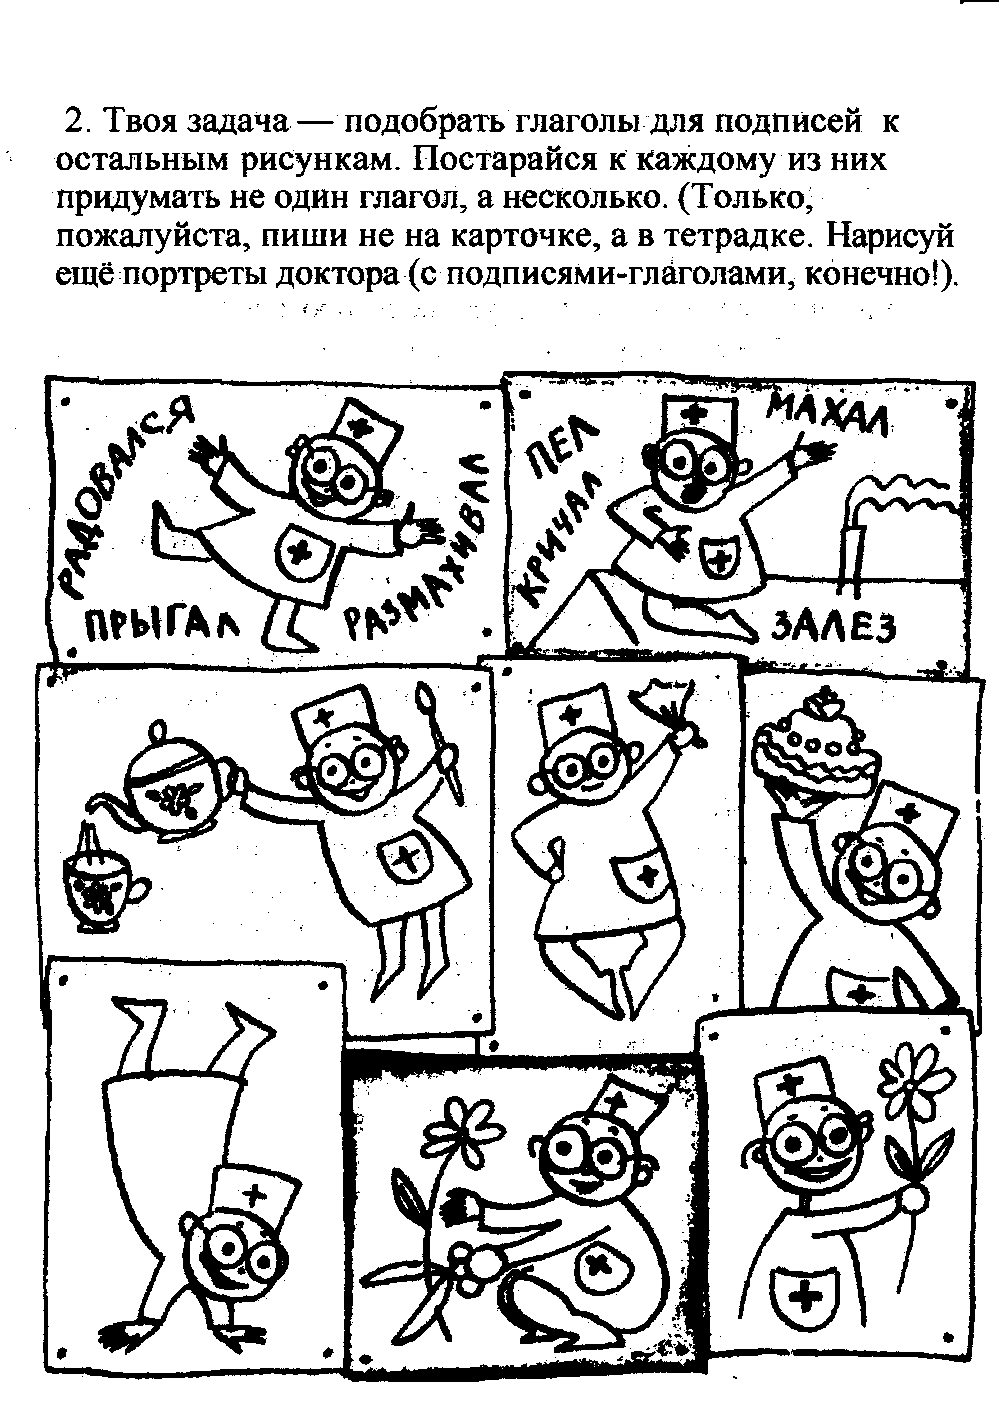 2. Твоя задача — подобрать глаголы для подписей к
остальным рисункам. Постарайся к каждому из них
придумать не один глагол, а несколько. (Только,
пожалуйста, пиши не на карточке, а в тетрадке. Нарисуй
ещё портреты доктора (с подписями-глаголами, конечно!).
РАДОВАЛСЯ
ПРЫГАЛ
РАЗМАХИВАЛ
ПЕЛ
МАХАЛ
КРИЧАЛ
ЗАЛЕЗ